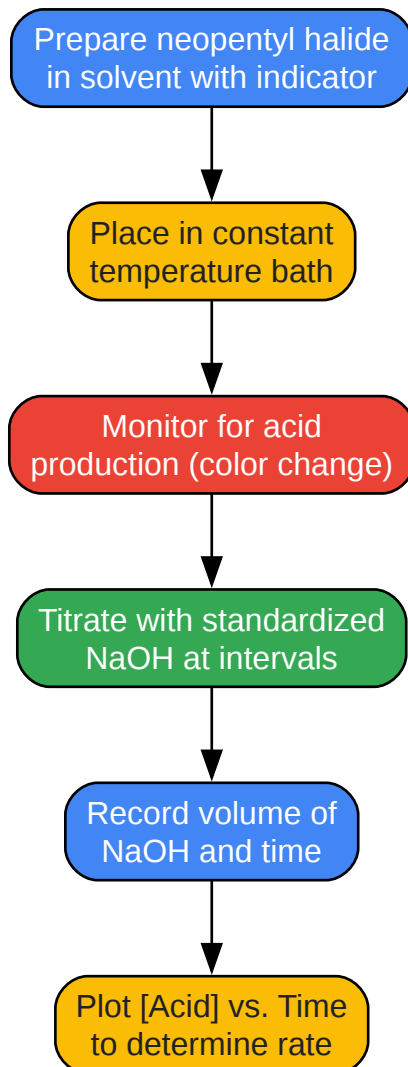 Prepare neopentyl halide
in solvent with indicator
Place in constant
temperature bath
Monitor for acid
production (color change)
Titrate with standardized
NaOH at intervals
Record volume of
NaOH and time
Plot [Acid] vs. Time
to determine rate